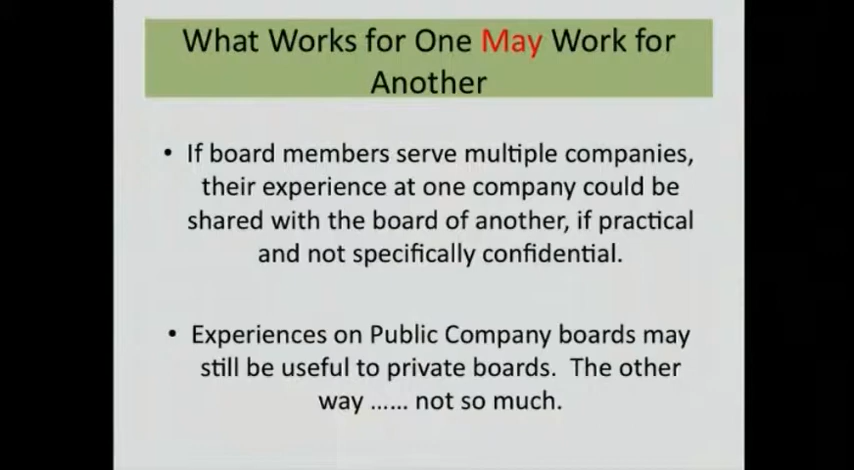 What Works for One May Work for
Another
• If board members serve multiple companies,
their experience at one company could be
shared with the board of another, if practical
and not specifically confidential.
• Experiences on Public Company boards may
still be useful to private boards.  The other
way ...... not so much.